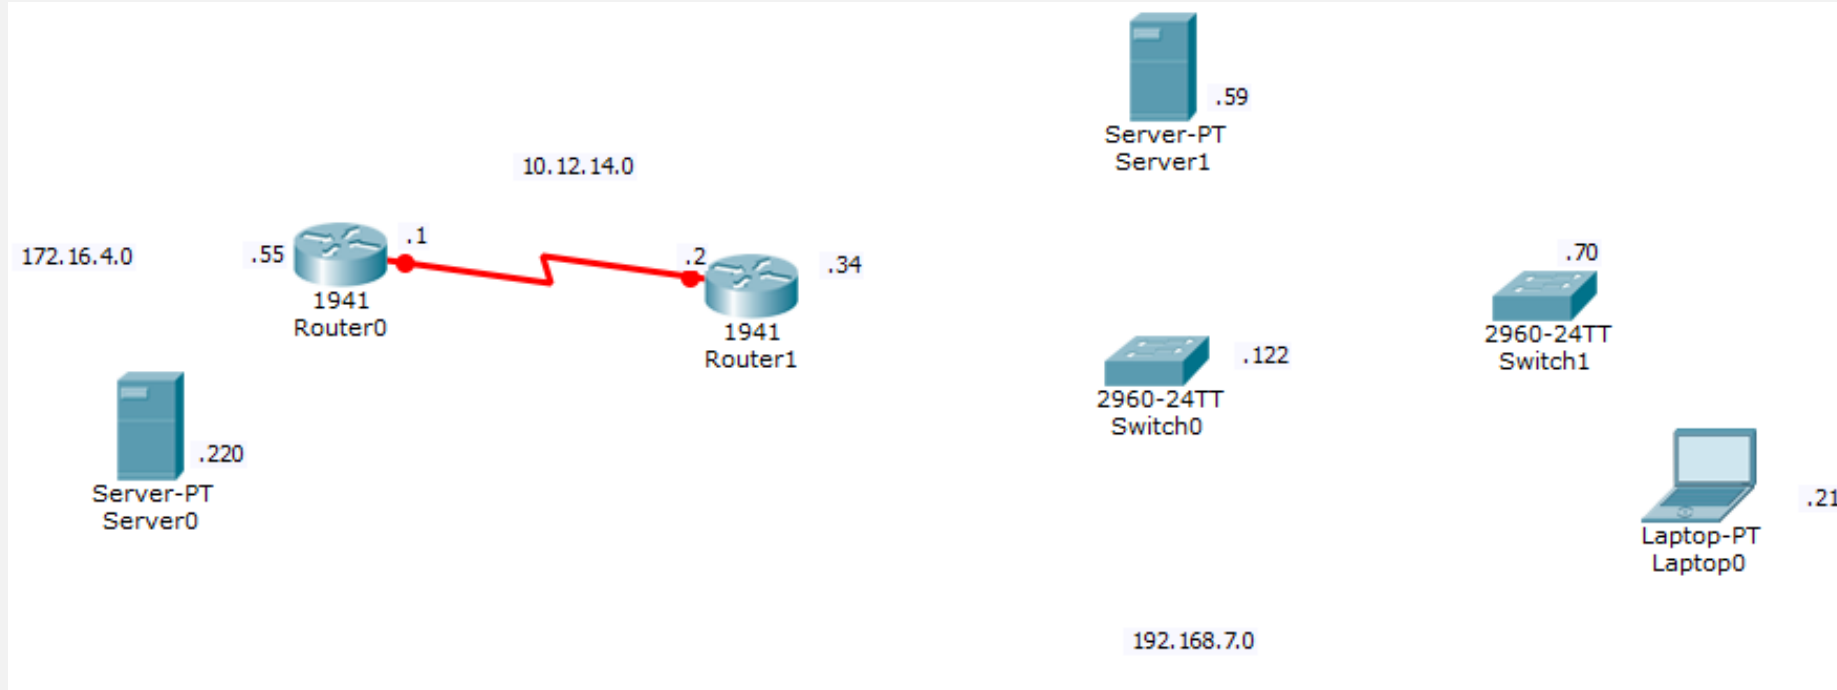 .59
Server-PT
Server1
10.12.14.0
172.16.4.0
.55
.1
1941
Router0
.2
.34
1941
Router1
.70
2960-24TT
Switch1
.122
2960-24TT
Switch0
.220
Server-PT
Server0
.21
Laptop-PT
Laptop0
192.168.7.0